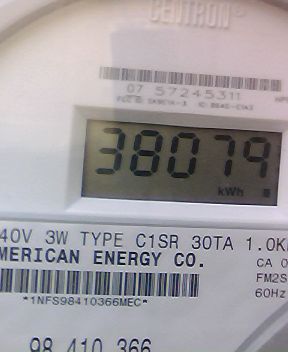 CENTRON®
07 57245311
38079
kWh
40V 3W TYPE C1SR 30TA 1.0K
MERICAN ENERGY CO.
CA 0
FM2S
60Hz
*1NFS98410366MEC*
98 410 366